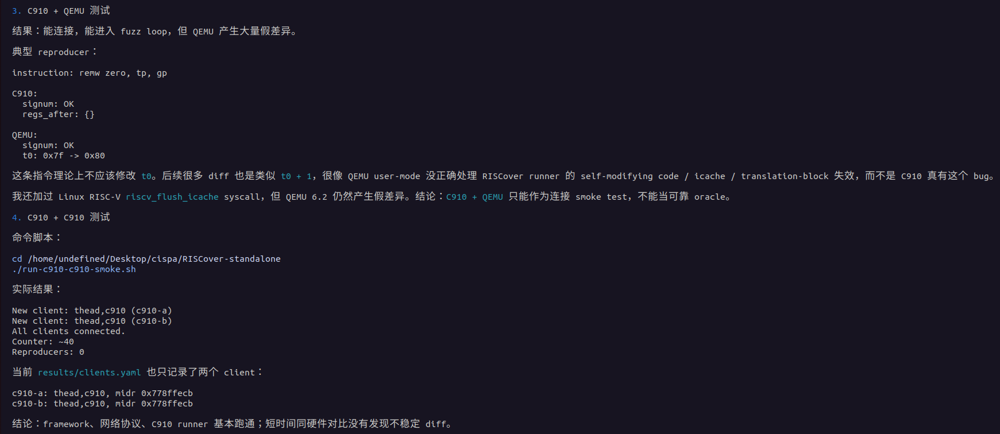 3. C910 + QEMU 测试
结果：能连接，能进入 fuzz loop，但 QEMU 产生大量假差异。
典型 reproducer：
instruction: remw zero, tp, gp
C910:
signum: OK
regs_after: {}
QEMU:
signum: OK
t0: 0x7f -> 0x80
这条指令理论上不应该修改 t0。后续很多 diff 也是类似 t0 + 1，很像 QEMU user-mode 没正确处理 RISCover runner 的 self-modifying code / icache / translation-block 失效，而不是 C910 真有这个 bug。
我还加过 Linux RISC-V riscv_flush_icache syscall，但 QEMU 6.2 仍然产生假差异。结论：C910 + QEMU 只能作为连接 smoke test，不能当可靠 oracle。
4. C910 + C910 测试
命令脚本：
cd /home/undefined/Desktop/cispa/RISCover-standalone
./run-c910-c910-smoke.sh
实际结果：
New client: thead,c910 (c910-a)
New client: thead,c910 (c910-b)
All clients connected.
Counter: ~40
Reproducers: 0
当前 results/clients.yaml 也只记录了两个 client：
c910-a: thead,c910, midr 0x778ffecb
c910-b: thead,c910, midr 0x778ffecb
结论：framework、网络协议、C910 runner 基本跑通；短时间同硬件对比没有发现不稳定 diff。